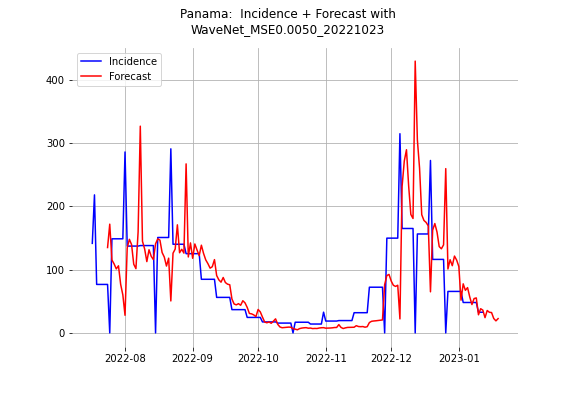 Panama:  Incidence + Forecast with
WaveNet_MSE0.0050_20221023
Incidence
Forecast
400
300
200
100
0
2022-08
2022-09
2022-10
2022-11
2022-12
2023-01